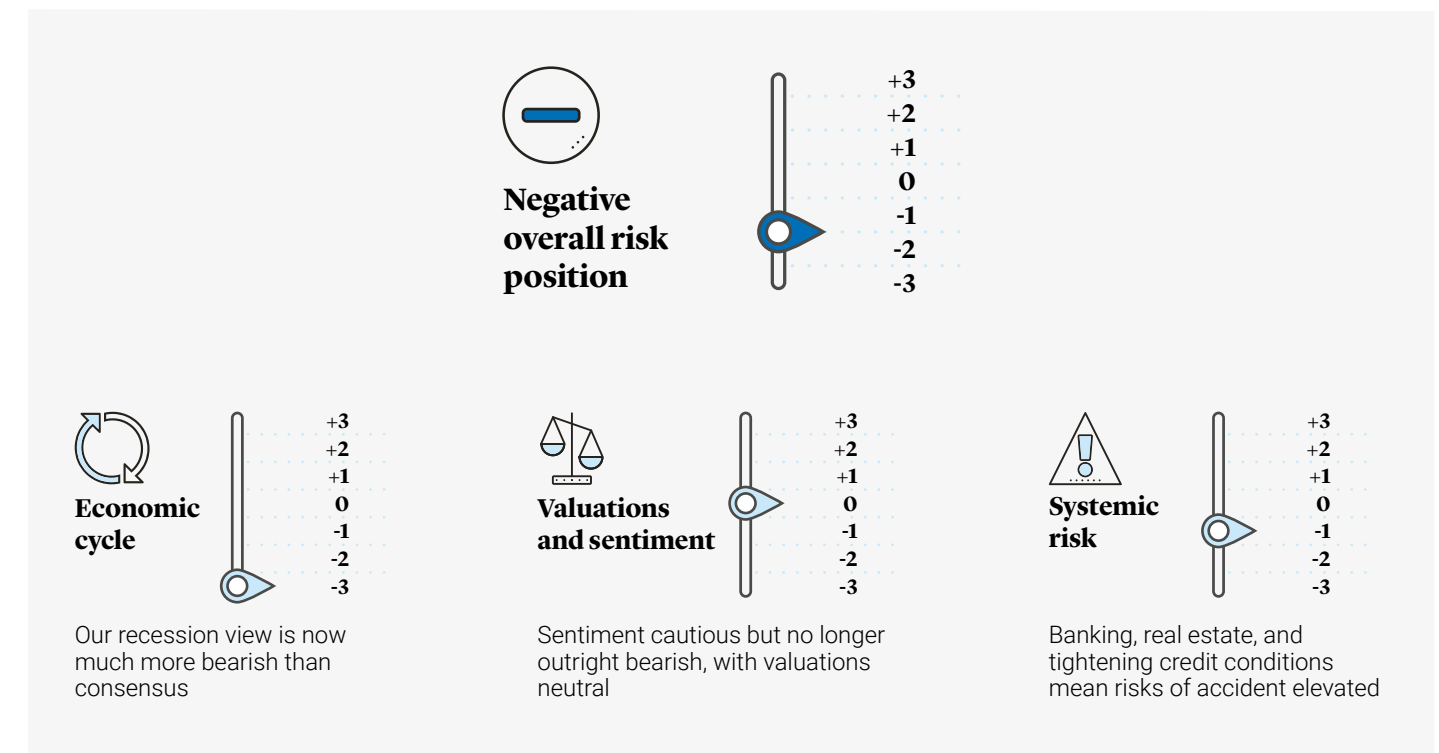 +3
+2
+1
0
-1
-2
-3
Negative
overall risk
position
Economic
cycle
+3
+2
+1
0
-1
-2
-3
Our recession view is now
much more bearish than
consensus
Valuations
and sentiment
+3
+2
+1
0
-1
-2
-3
Sentiment cautious but no longer
outright bearish, with valuations
neutral
Systemic
risk
+3
+2
+1
0
-1
-2
-3
Banking, real estate, and
tightening credit conditions
mean risks of accident elevated